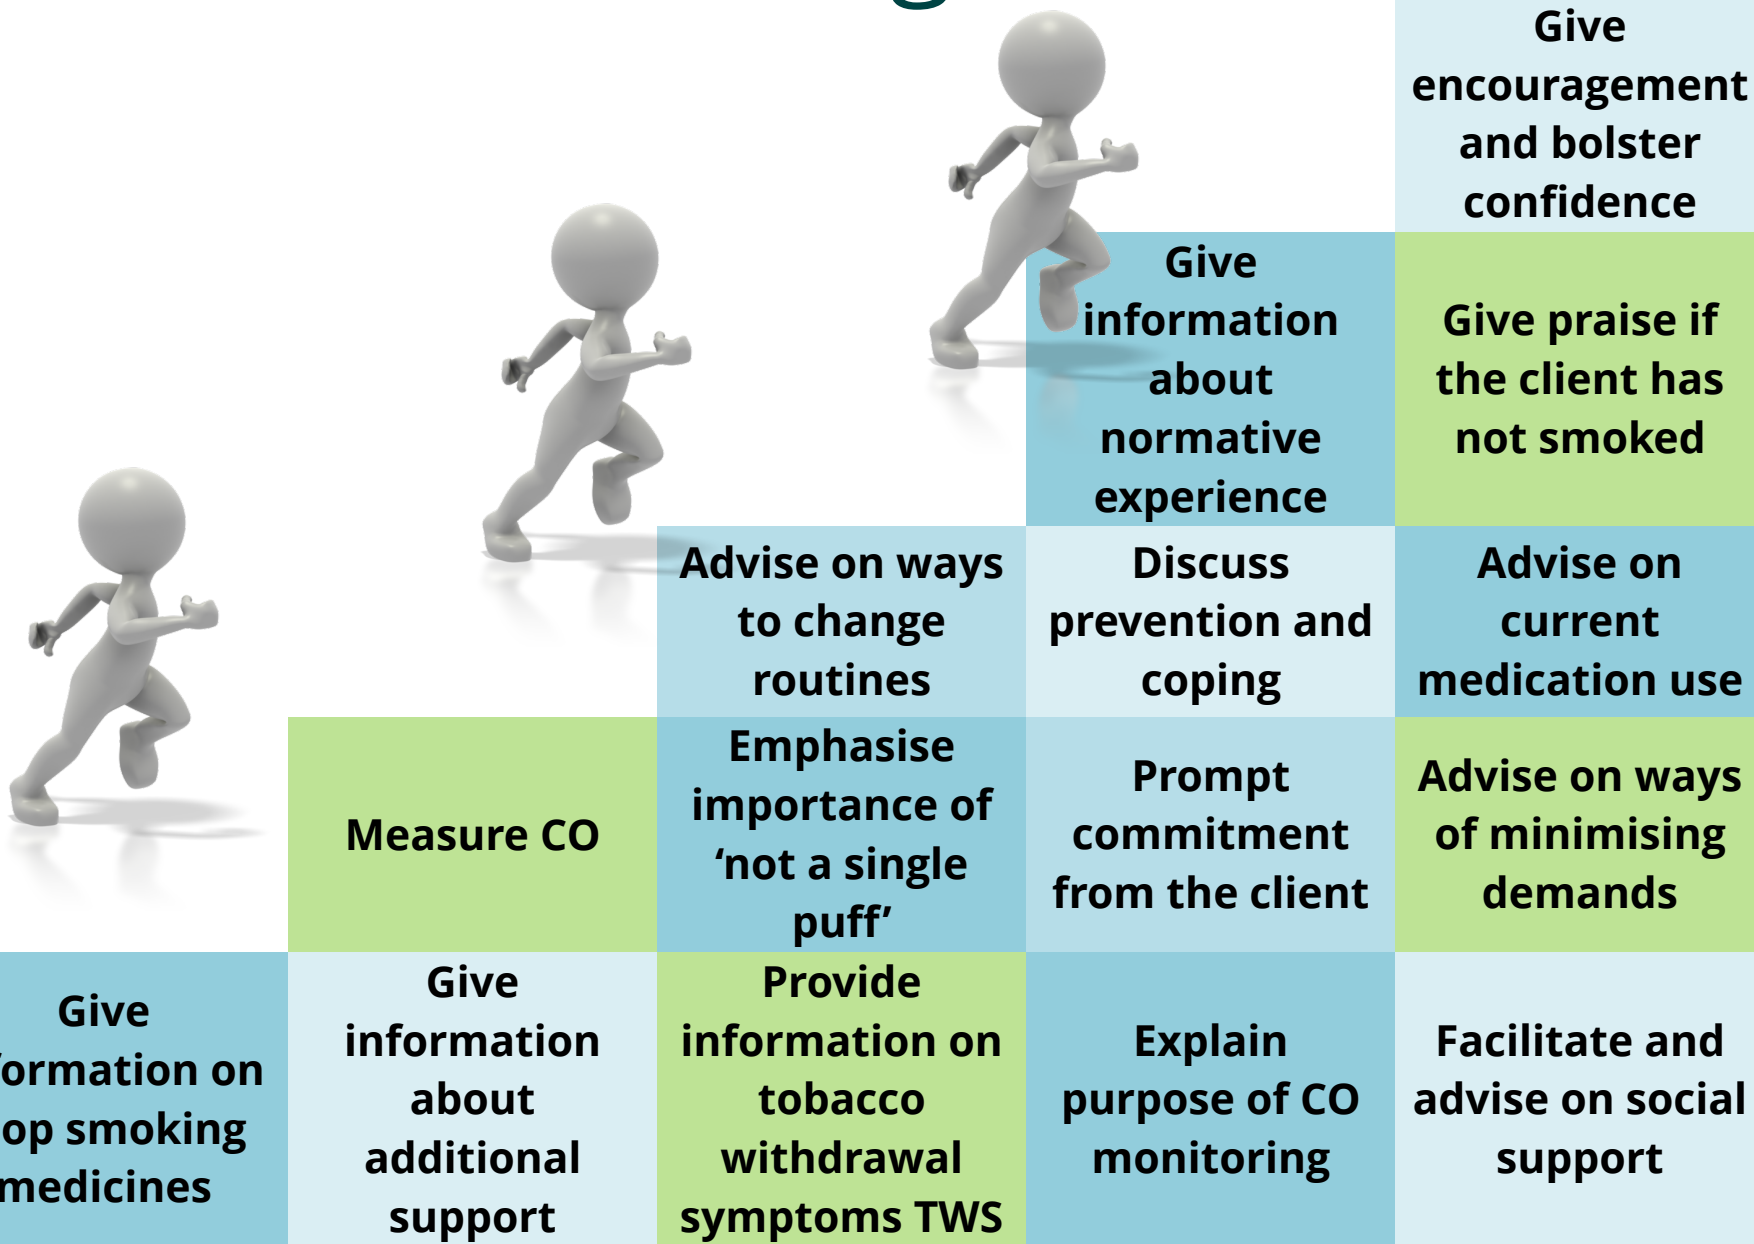 Give
encouragement
and bolster
confidence
Give
information
about
normative
experience
Give praise if
the client has
not smoked
Advise on ways
to change
routines
Discuss
prevention and
coping
Advise on
current
medication use
Measure CO
Emphasise
importance of
‘not a single
puff’
Prompt
commitment
from the client
Advise on ways
of minimising
demands
Give
ormation on
op smoking
medicines
Give
information
about
additional
support
Provide
information on
tobacco
withdrawal
symptoms TWS
Explain
purpose of CO
monitoring
Facilitate and
advise on social
support